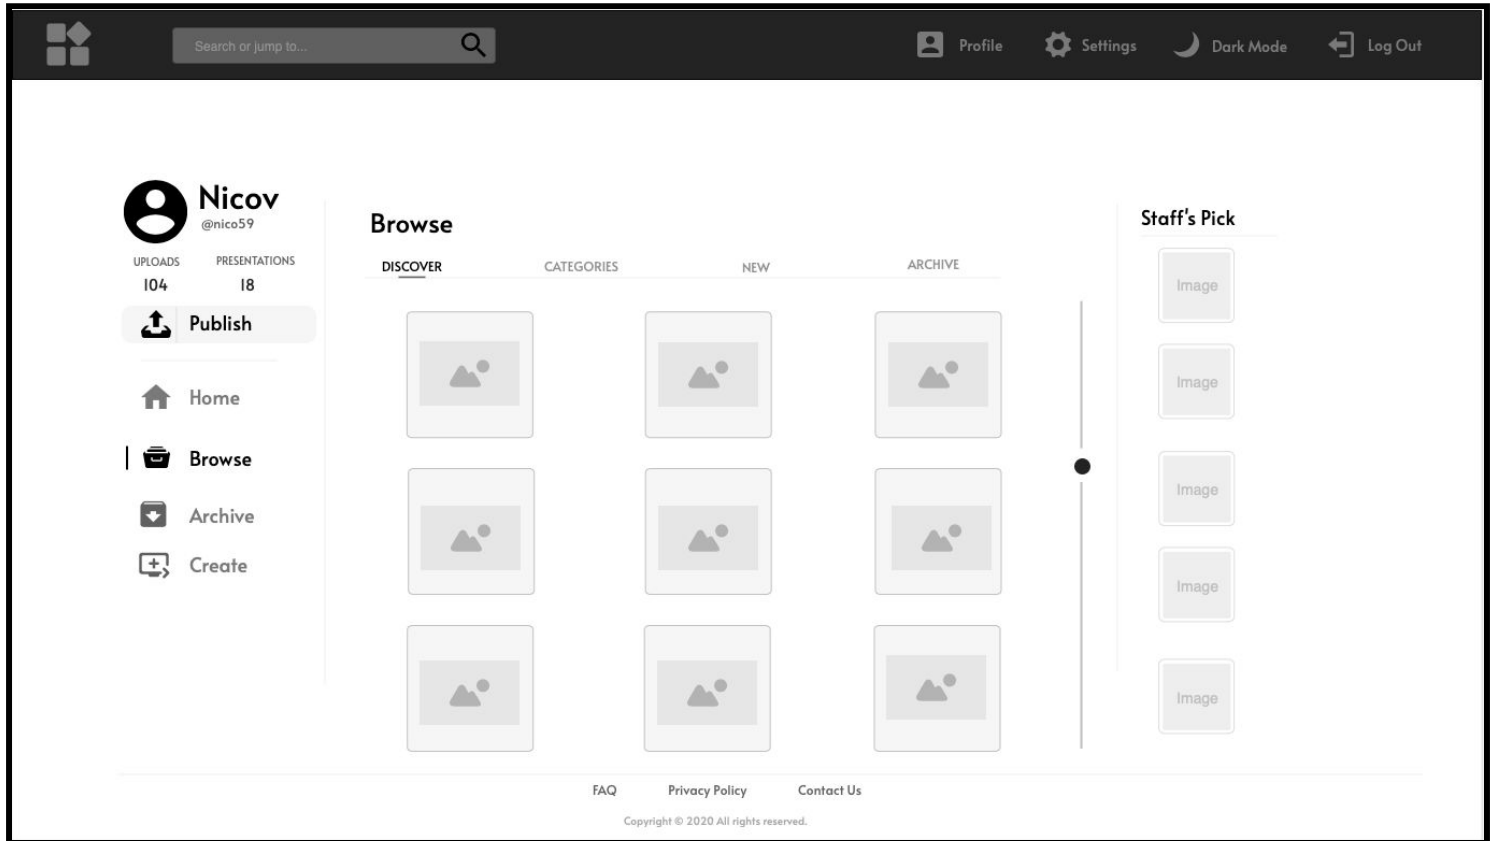 Search or jump to...
Profile
Settings
Dark Mode
Log Out
Nicov
@nico59
UPLOADS PRESENTATIONS
104 18
Publish
Home
Browse
Archive
Create
Browse
DISCOVER CATEGORIES NEW ARCHIVE
Staff's Pick
Image
Image
Image
Image
Image
FAQ Privacy Policy Contact Us
Copyright © 2020 All rights reserved.